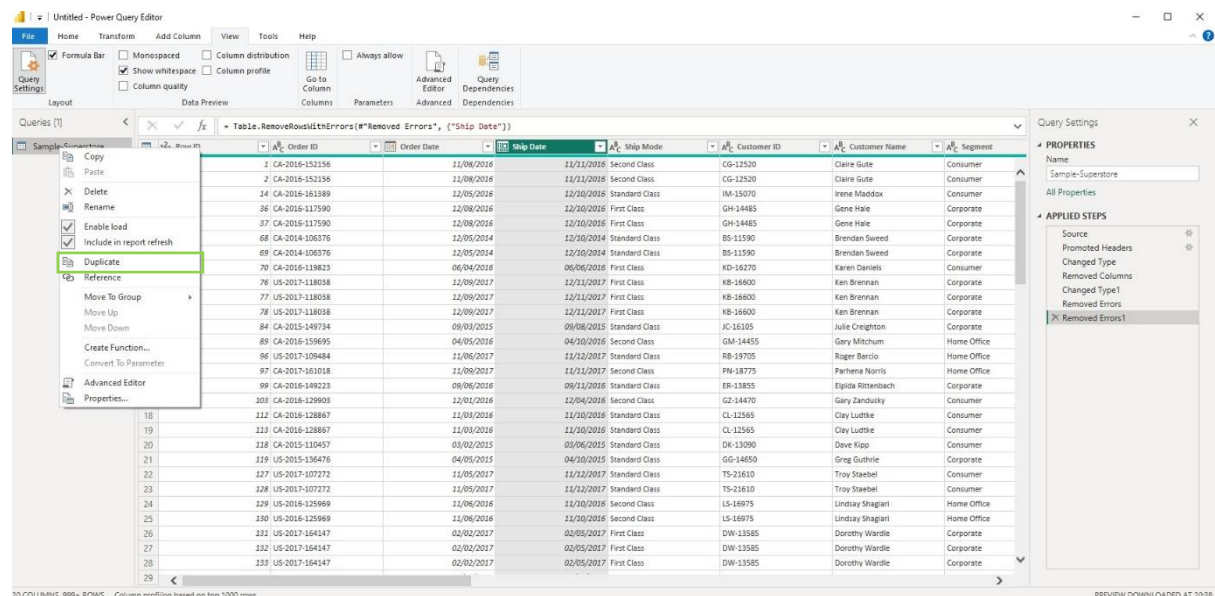 Untitled - Power Query Editor
File Home Transform Add Column View Tools Help
Query Settings
Formula Bar
Monospaced
Show whitespace
Column quality
Column distribution
Column profile
Go to Column
Always allow
Advanced Editor
Query Dependencies
Layout Data Preview Columns Parameters Advanced Dependencies
Queries [1]
= Table.RemoveRowsWithErrors(#"Removed Errors", {"Ship Date"})
Sample-Superstore
Copy
Paste
Delete
Rename
Enable load
Include in report refresh
Duplicate
Reference
Move To Group
Move Up
Move Down
Create Function...
Convert To Parameter
Advanced Editor
Properties...
Row ID Order ID Order Date Ship Date Ship Mode Customer ID Customer Name Segment
1 CA-2016-152156 11/08/2016 11/11/2016 Second Class CG-12520 Claire Gute Consumer
2 CA-2016-152156 11/08/2016 11/11/2016 Second Class CG-12520 Claire Gute Consumer
14 CA-2016-161389 12/05/2016 12/10/2016 Standard Class IM-15070 Irene Maddox Consumer
36 CA-2016-117590 12/08/2016 12/10/2016 First Class GH-14485 Gene Hale Corporate
37 CA-2016-117590 12/08/2016 12/10/2016 First Class GH-14485 Gene Hale Corporate
68 CA-2014-106376 12/05/2014 12/10/2014 Standard Class BS-11590 Brendan Sweed Corporate
69 CA-2014-106376 12/05/2014 12/10/2014 Standard Class BS-11590 Brendan Sweed Corporate
70 CA-2016-119823 06/04/2016 06/06/2016 First Class KD-16270 Karen Daniels Consumer
76 US-2017-118038 12/09/2017 12/11/2017 First Class KB-16600 Ken Brennan Corporate
77 US-2017-118038 12/09/2017 12/11/2017 First Class KB-16600 Ken Brennan Corporate
78 US-2017-118038 12/09/2017 12/11/2017 First Class KB-16600 Ken Brennan Corporate
84 CA-2015-149734 09/03/2015 09/08/2015 Standard Class JC-16105 Julie Creighton Corporate
89 CA-2016-159695 04/05/2016 04/10/2016 Second Class GM-14455 Gary Mitchum Home Office
96 US-2017-109484 11/06/2017 11/12/2017 Standard Class RB-19705 Roger Barcio Home Office
97 CA-2017-161018 11/09/2017 11/11/2017 Second Class PN-18775 Parhena Norris Home Office
99 CA-2016-149223 09/06/2016 09/11/2016 Standard Class ER-13855 Elpida Rittenbach Corporate
103 CA-2016-129903 12/01/2016 12/04/2016 Second Class GZ-14470 Gary Zandusky Consumer
18 112 CA-2016-128867 11/03/2016 11/10/2016 Standard Class CL-12565 Clay Ludtke Consumer
19 113 CA-2016-128867 11/03/2016 11/10/2016 Standard Class CL-12565 Clay Ludtke Consumer
20 118 CA-2015-110457 03/02/2015 03/06/2015 Standard Class DK-13090 Dave Kipp Consumer
21 119 US-2015-136476 04/05/2015 04/10/2015 Standard Class GG-14650 Greg Guthrie Corporate
22 127 US-2017-107272 11/05/2017 11/12/2017 Standard Class TS-21610 Troy Staebel Consumer
23 128 US-2017-107272 11/05/2017 11/12/2017 Standard Class TS-21610 Troy Staebel Consumer
24 129 US-2016-125969 11/06/2016 11/10/2016 Second Class LS-16975 Lindsay Shagiari Home Office
25 130 US-2016-125969 11/06/2016 11/10/2016 Second Class LS-16975 Lindsay Shagiari Home Office
26 131 US-2017-164147 02/02/2017 02/05/2017 First Class DW-13585 Dorothy Wardle Corporate
27 132 US-2017-164147 02/02/2017 02/05/2017 First Class DW-13585 Dorothy Wardle Corporate
28 133 US-2017-164147 02/02/2017 02/05/2017 First Class DW-13585 Dorothy Wardle Corporate
29
Query Settings
PROPERTIES
Name
Sample-Superstore
All Properties
APPLIED STEPS
Source
Promoted Headers
Changed Type
Removed Columns
Changed Type1
Removed Errors
Removed Errors1
20 COLUMNS, 999+ ROWS Column profiling based on top 1000 rows
PREVIEW DOWNLOADED AT 20:36